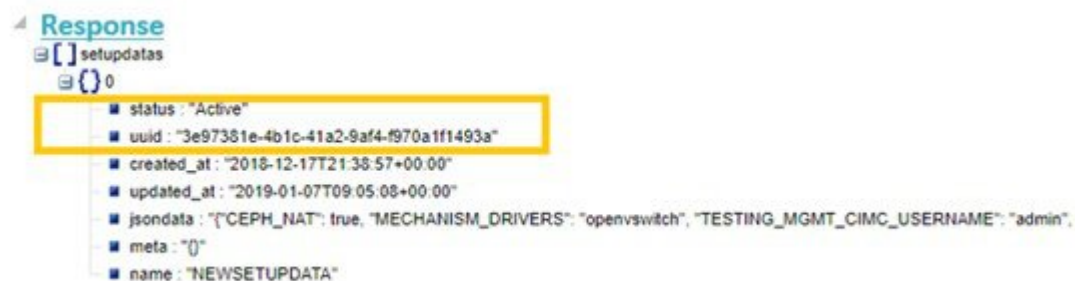 Response
[ ] setupdatas
{} 0
status : "Active"
uuid : "3e97381e-4b1c-41a2-9af4-f970a1f1493a"
created_at : "2018-12-17T21:38:57+00:00"
updated_at : "2019-01-07T09:05:08+00:00"
jsondata : "{"CEPH_NAT": true, "MECHANISM_DRIVERS": "openvswitch", "TESTING_MGMT_CIMC_USERNAME": "admin",
meta : "{}"
name : "NEWSETUPDATA"